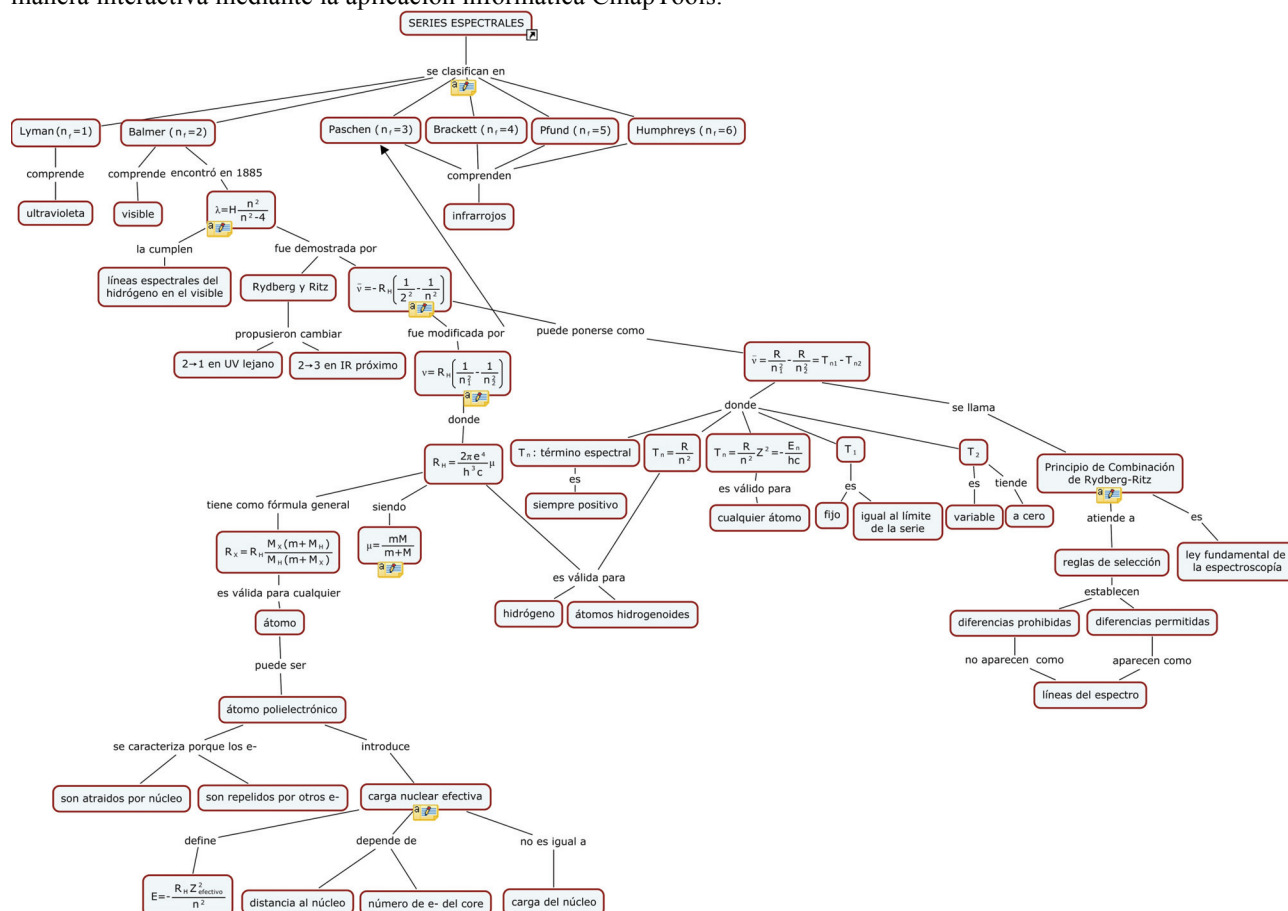 manera interactiva mediante la aplicación informática CmapTools.
SERIES ESPECTRALES
se clasifican en
Lyman (n_f=1)
Balmer (n_f=2)
Paschen (n_f=3)
Brackett (n_f=4)
Pfund (n_f=5)
Humphreys (n_f=6)
comprende
comprende
encontró en 1885
comprenden
ultravioleta
visible
λ=H n²/(n²-4)
infrarrojos
la cumplen
fue demostrada por
líneas espectrales del
hidrógeno en el visible
Rydberg y Ritz
ν̄=-R_H(1/2²-1/n²)
propusieron cambiar
fue modificada por
puede ponerse como
2→1 en UV lejano
2→3 en IR próximo
ν=R_H(1/n₁²-1/n₂²)
ν̄=R/n₁²-R/n₂²=T_n1-T_n2
donde
donde
se llama
R_H=2πe⁴/(h³c) μ
T_n: término espectral
T_n=R/n²
T_n=R/n² Z²=-E_n/hc
T₁
T₂
Principio de Combinación
de Rydberg-Ritz
es
es válido para
es
es
tiende
siempre positivo
cualquier átomo
fijo
igual al límite
de la serie
variable
a cero
tiene como fórmula general
siendo
atiende a
es
R_X=R_H M_X(m+M_H)/M_H(m+M_X)
μ=mM/(m+M)
reglas de selección
ley fundamental de
la espectroscopía
es válida para cualquier
es válida para
establecen
átomo
hidrógeno
átomos hidrogenoides
diferencias prohibidas
diferencias permitidas
puede ser
no aparecen como
aparecen como
átomo polielectrónico
líneas del espectro
se caracteriza porque los e-
introduce
son atraidos por núcleo
son repelidos por otros e-
carga nuclear efectiva
define
depende de
no es igual a
E=-R_H Z²_efectivo/n²
distancia al núcleo
número de e- del core
carga del núcleo